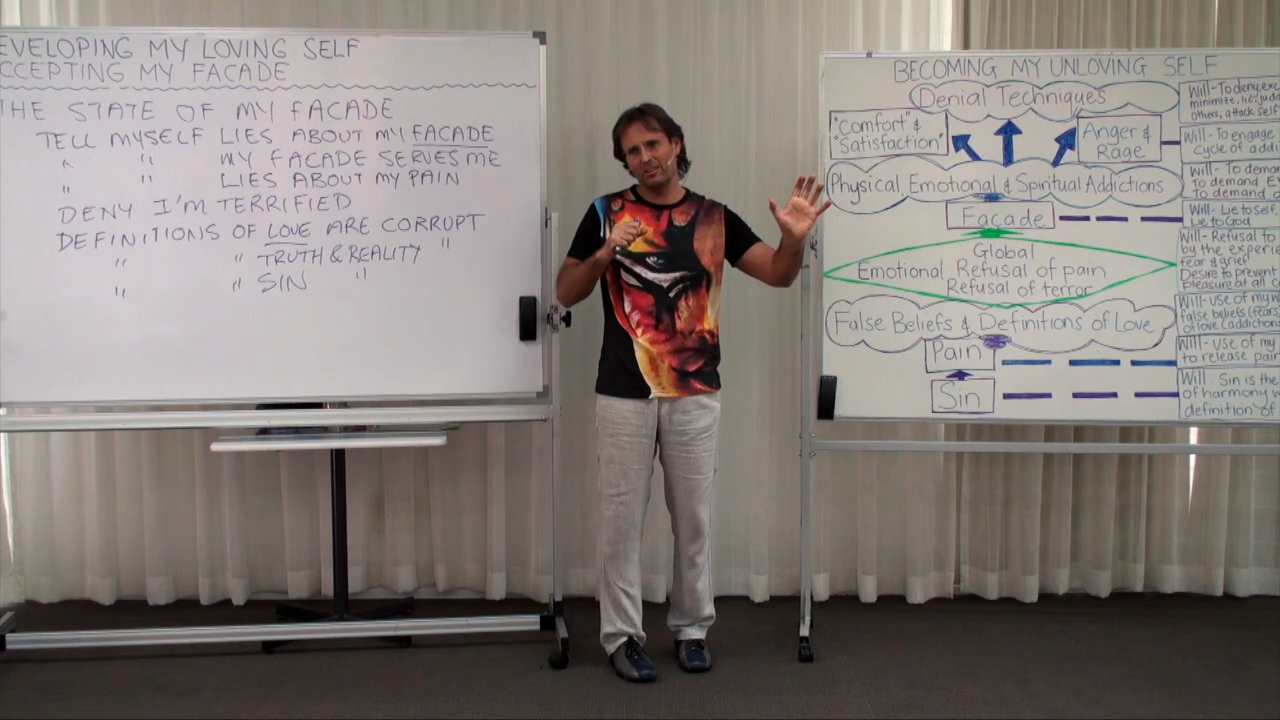 EVELOPING MY LOVING SELF
CCEPTING MY FACADE
THE STATE OF MY FACADE
TELL MYSELF LIES ABOUT MY FACADE
" " MY FACADE SERVES ME
" " LIES ABOUT MY PAIN
DENY I'M TERRIFIED
DEFINITIONS OF LOVE ARE CORRUPT
" " TRUTH & REALITY "
" " SIN "
BECOMING MY UNLOVING SELF
Denial Techniques
"Comfort" &
"Satisfaction"
Anger &
Rage
Physical, Emotional & Spiritual Addictions
Façade
Global
Emotional Refusal of pain
Refusal of terror
False Beliefs & Definitions of Love
Pain
Sin
Will - To deny, exc
minimize, lie, jud
others, attack self
Will - To engage
Cycle of addi
Will - To deman
To demand E
To demand
Will - Lie to Self
Lie to God
Will - Refusal to
by the experi
fear & grief
Desire to prevent
pleasure at all
Will - use of my w
false beliefs (fears
of love (addiction
Will - use of my
to release pain
Will Sin is the
of harmony w
definition of